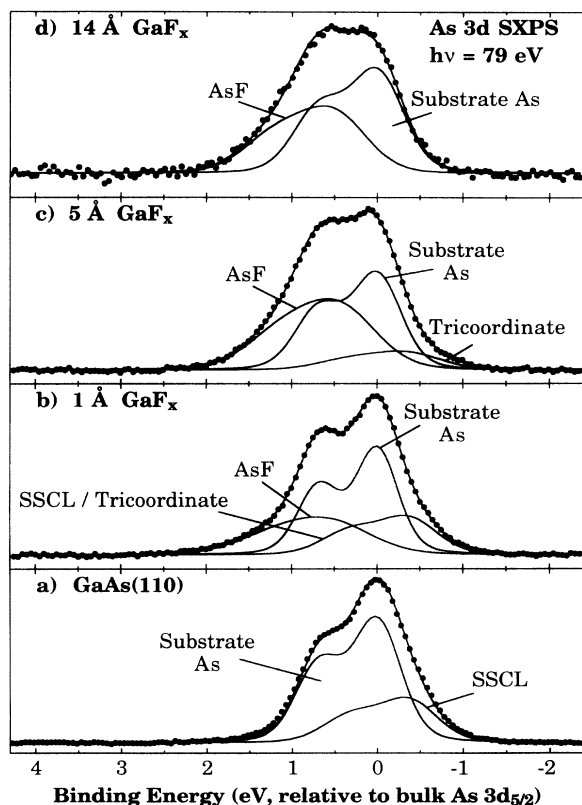 d) 14 Å GaFₓ
As 3d SXPS
hν = 79 eV
AsF
Substrate As
c) 5 Å GaFₓ
Substrate
As
AsF
Tricoordinate
b) 1 Å GaFₓ
Substrate
As
AsF
SSCL / Tricoordinate
a) GaAs(110)
Substrate
As
SSCL
4 3 2 1 0 -1 -2
Binding Energy (eV, relative to bulk As 3d₅/₂)